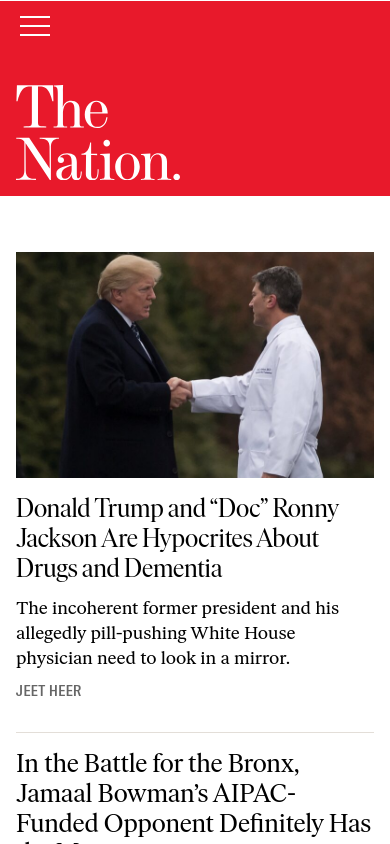 The
Nation.
Donald Trump and “Doc” Ronny
Jackson Are Hypocrites About
Drugs and Dementia
The incoherent former president and his
allegedly pill-pushing White House
physician need to look in a mirror.
JEET HEER
In the Battle for the Bronx,
Jamaal Bowman’s AIPAC-
Funded Opponent Definitely Has